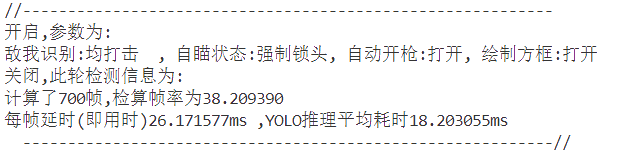 //-----------------------------------------------------------
开启,参数为:
敌我识别:均打击  , 自瞄状态:强制锁头, 自动开枪:打开, 绘制方框:打开
关闭,此轮检测信息为:
计算了700帧,检算帧率为38.209390
每帧延时(即用时)26.171577ms ,YOLO推理平均耗时18.203055ms
  -----------------------------------------------------------//